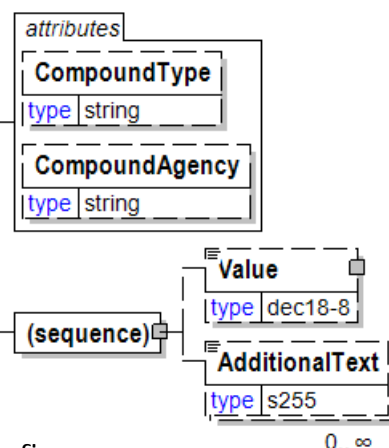 attributes
CompoundType
type string
CompoundAgency
type string
Value
type dec18-8
(sequence)
AdditionalText
type s255
0..∞